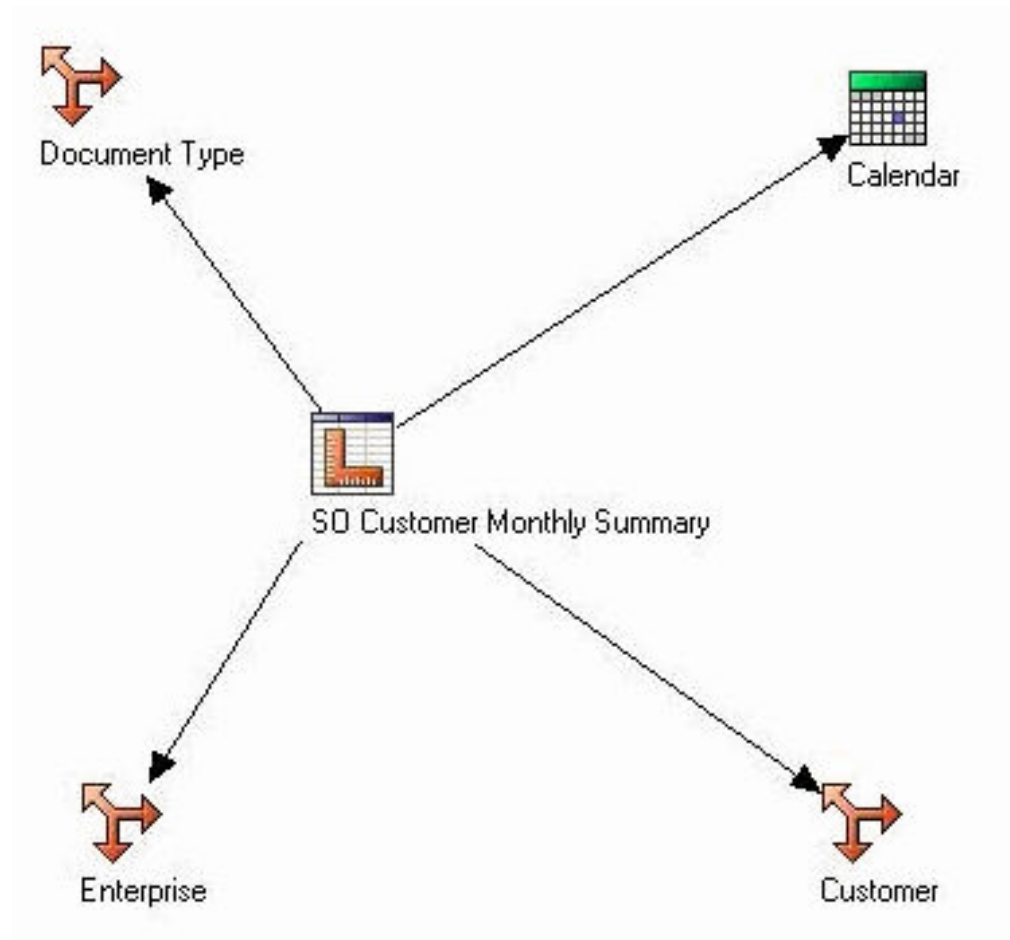 Document Type
Calendar
SO Customer Monthly Summary
Enterprise
Customer